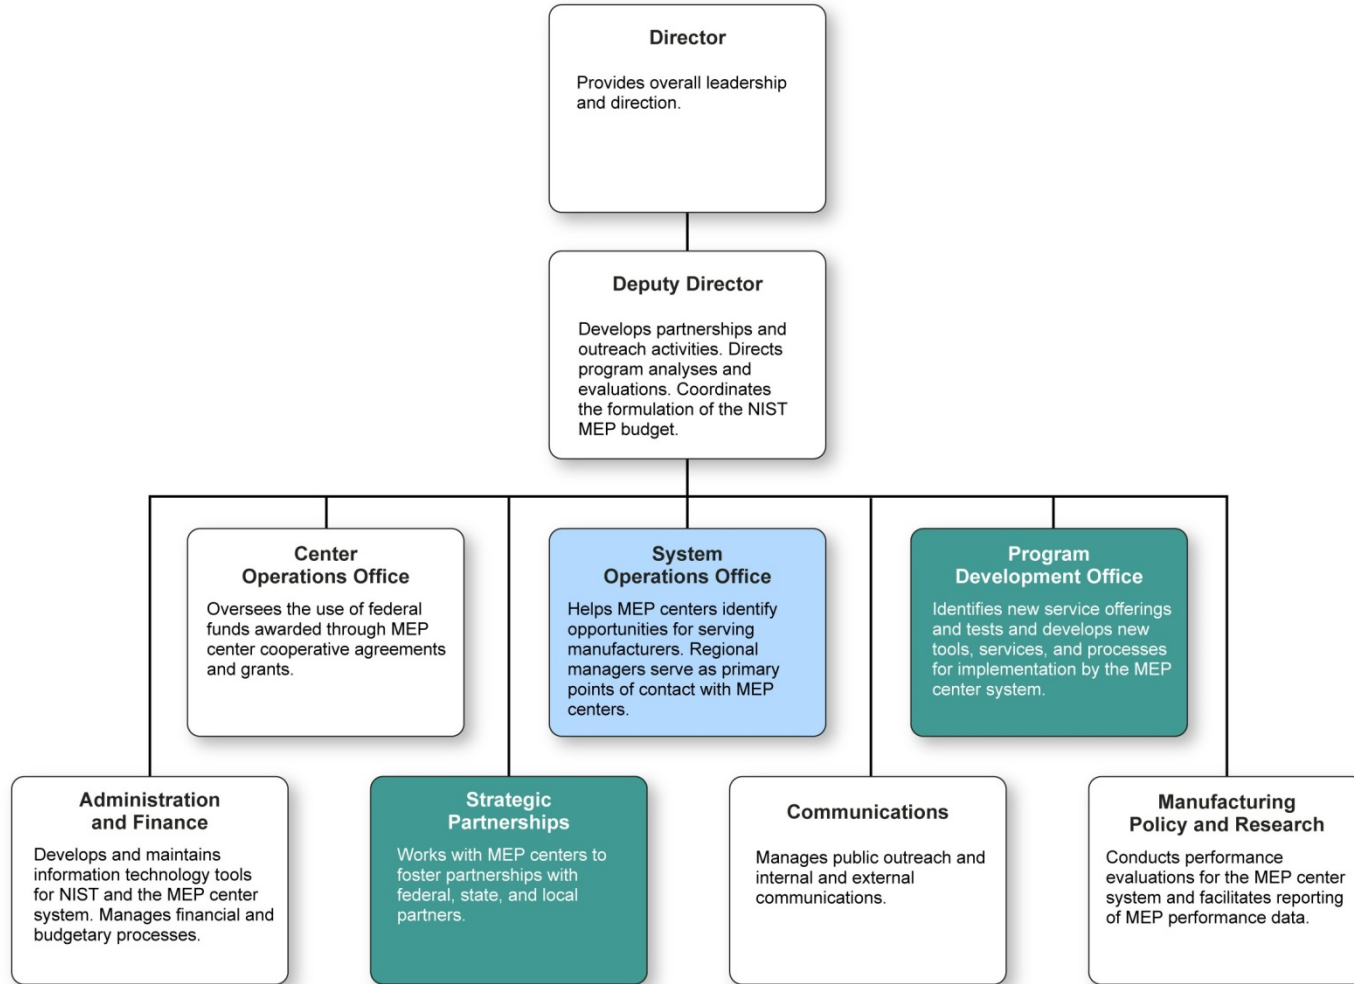 Director
Provides overall leadership
and direction.
Deputy Director
Develops partnerships and
outreach activities. Directs
program analyses and
evaluations. Coordinates
the formulation of the NIST
MEP budget.
Center
Operations Office
Oversees the use of federal
funds awarded through MEP
center cooperative agreements
and grants.
System
Operations Office
Helps MEP centers identify
opportunities for serving
manufacturers. Regional
managers serve as primary
points of contact with MEP
centers.
Program
Development Office
Identifies new service offerings
and tests and develops new
tools, services, and processes
for implementation by the MEP
center system.
Administration
and Finance
Develops and maintains
information technology tools
for NIST and the MEP center
system. Manages financial and
budgetary processes.
Strategic
Partnerships
Works with MEP centers to
foster partnerships with
federal, state, and local
partners.
Communications
Manages public outreach and
internal and external
communications.
Manufacturing
Policy and Research
Conducts performance
evaluations for the MEP center
system and facilitates reporting
of MEP performance data.